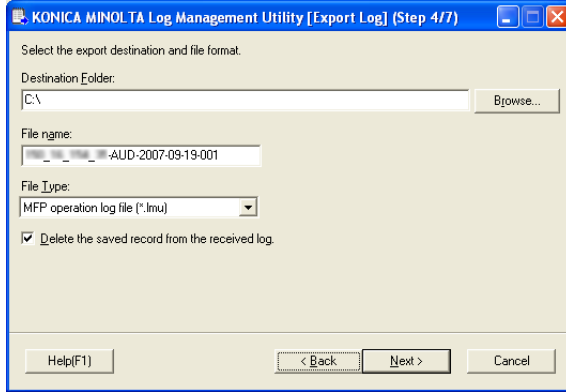 KONICA MINOLTA Log Management Utility [Export Log] (Step 4/7)
Select the export destination and file format.
Destination Folder:
C:\
Browse...
File name:
-AUD-2007-09-19-001
File Type:
MFP operation log file (*.lmu)
Delete the saved record from the received log.
Help(F1)
< Back
Next >
Cancel